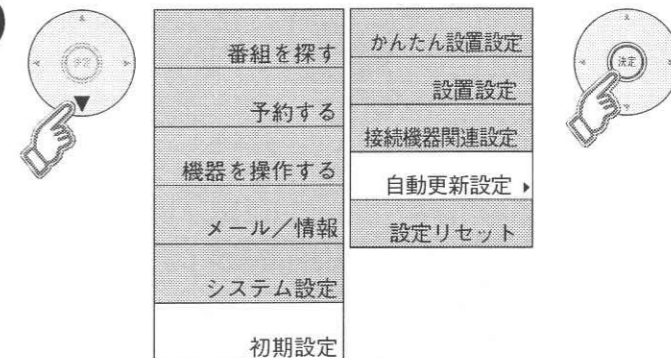 決定
番組を探す
予約する
機器を操作する
メール／情報
システム設定
初期設定
かんたん設置設定
設置設定
接続機器関連設定
自動更新設定
設定リセット
決定